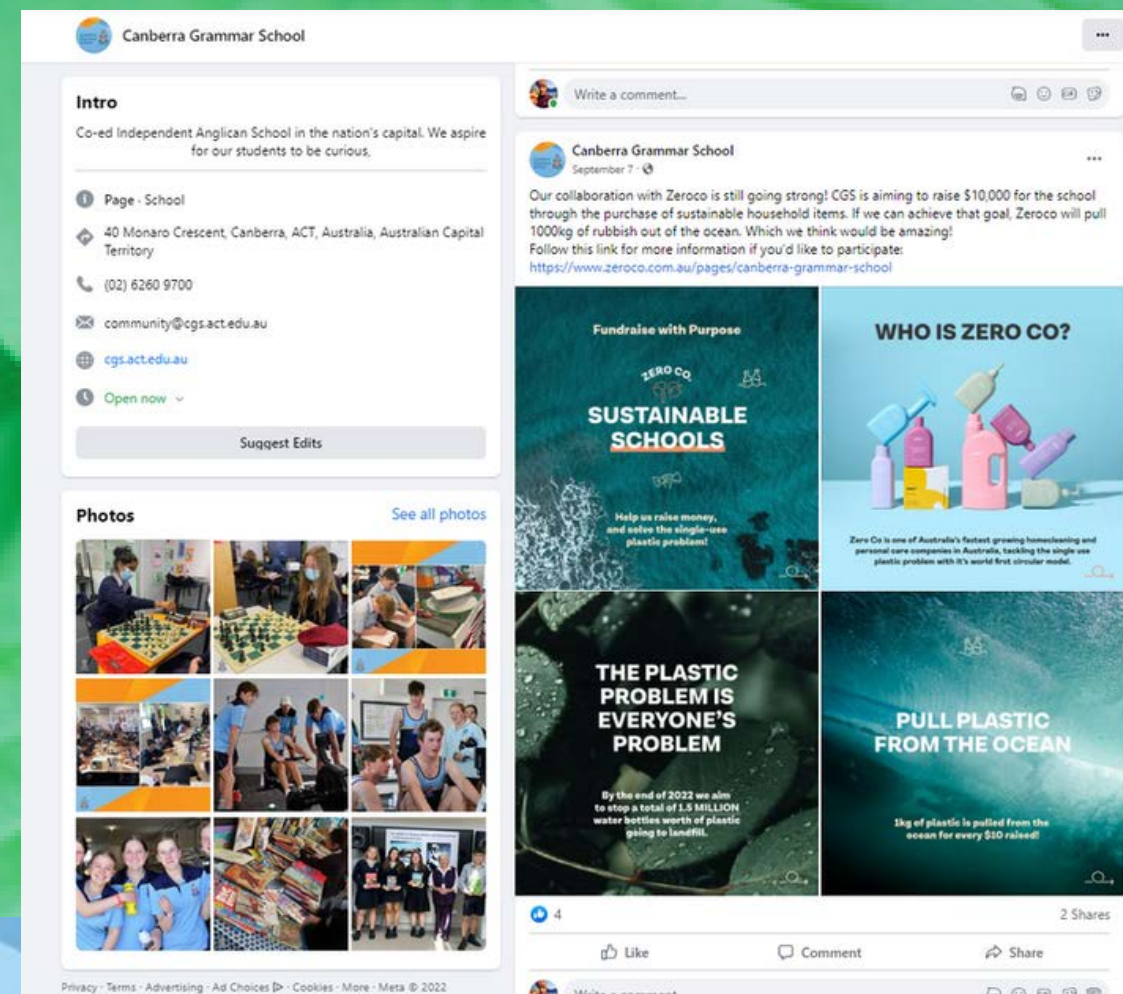 Canberra Grammar School
Intro
Co-ed Independent Anglican School in the nation's capital. We aspire
for our students to be curious,
Page · School
40 Monaro Crescent, Canberra, ACT, Australia, Australian Capital
Territory
(02) 6260 9700
community@cgs.act.edu.au
cgs.act.edu.au
Open now
Suggest Edits
Photos
See all photos
Privacy · Terms · Advertising · Ad Choices · Cookies · More · Meta © 2022
Write a comment...
Canberra Grammar School
September 7 ·
Our collaboration with Zeroco is still going strong! CGS is aiming to raise $10,000 for the school
through the purchase of sustainable household items. If we can achieve that goal, Zeroco will pull
1000kg of rubbish out of the ocean. Which we think would be amazing!
Follow this link for more information if you'd like to participate:
https://www.zeroco.com.au/pages/canberra-grammar-school
Fundraise with Purpose
ZERO CO.
SUSTAINABLE
SCHOOLS
Help us raise money,
and solve the single-use
plastic problem!
WHO IS ZERO CO?
Zero Co is one of Australia's fastest growing homecleaning and
personal care companies in Australia, tackling the single use
plastic problem with it's world first circular model.
THE PLASTIC
PROBLEM IS
EVERYONE'S
PROBLEM
By the end of 2022 we aim
to stop a total of 1.5 MILLION
water bottles worth of plastic
going to landfill.
PULL PLASTIC
FROM THE OCEAN
1kg of plastic is pulled from the
ocean for every $10 raised!
4
2 Shares
Like
Comment
Share
Write a comment